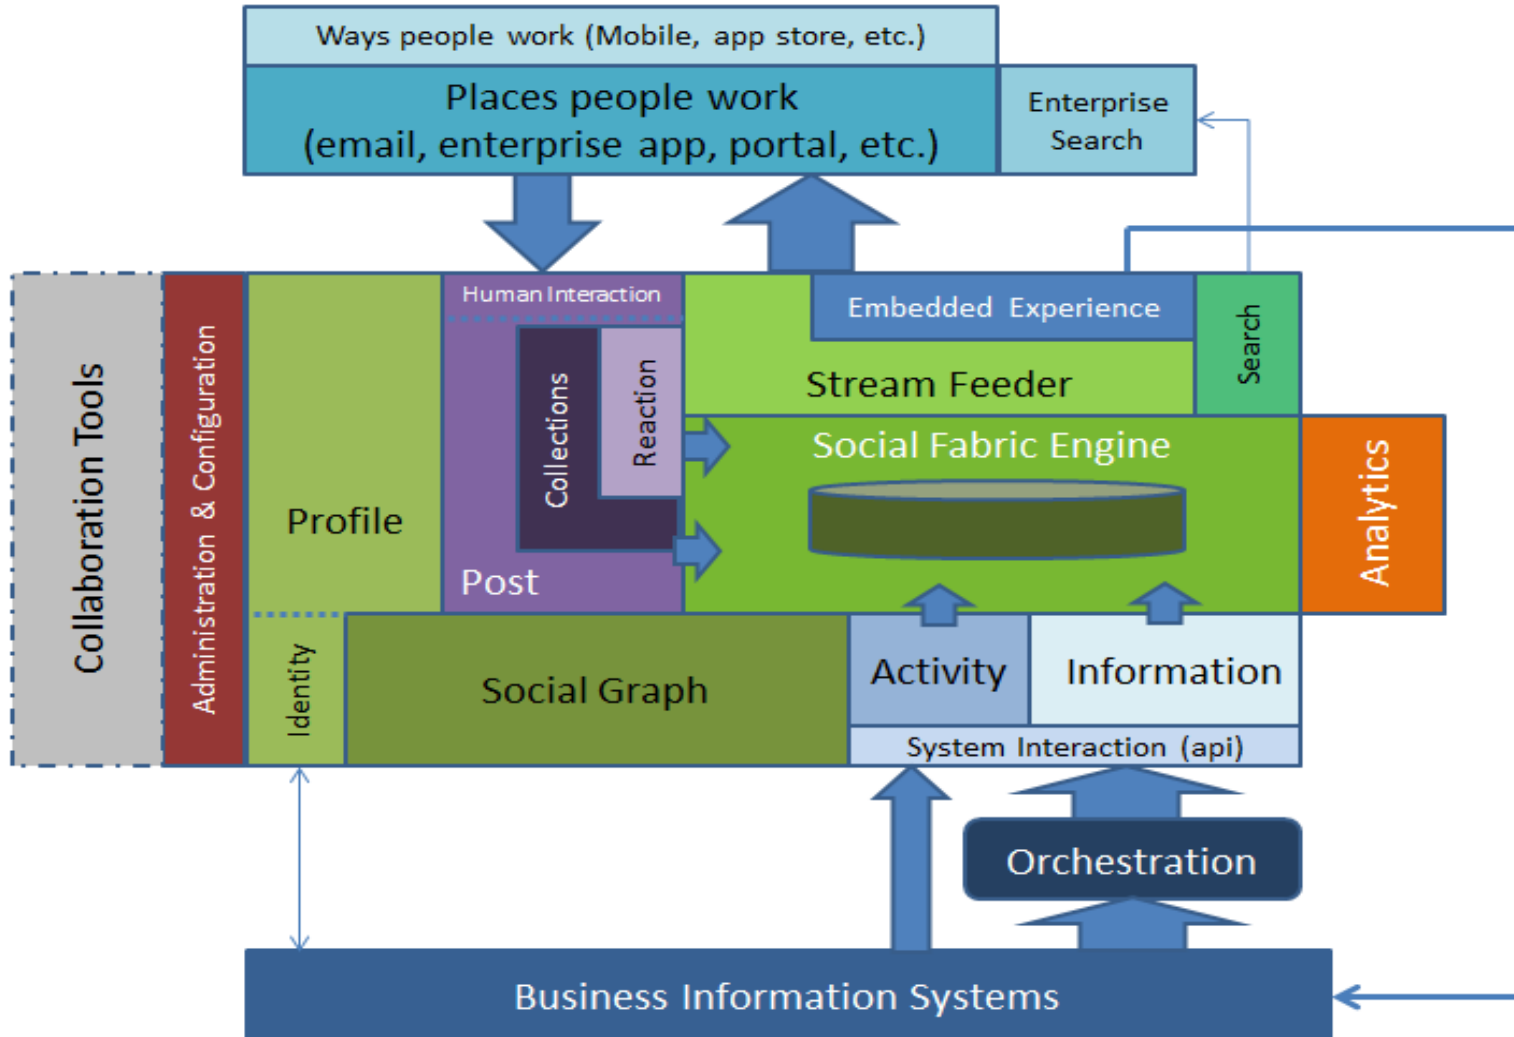 Ways people work (Mobile, app store, etc.)
Places people work
(email, enterprise app, portal, etc.)
Enterprise
Search
Collaboration Tools
Administration & Configuration
Profile
Identity
Human Interaction
Collections
Reaction
Post
Embedded Experience
Stream Feeder
Search
Social Fabric Engine
Analytics
Social Graph
Activity
Information
System Interaction (api)
Orchestration
Business Information Systems